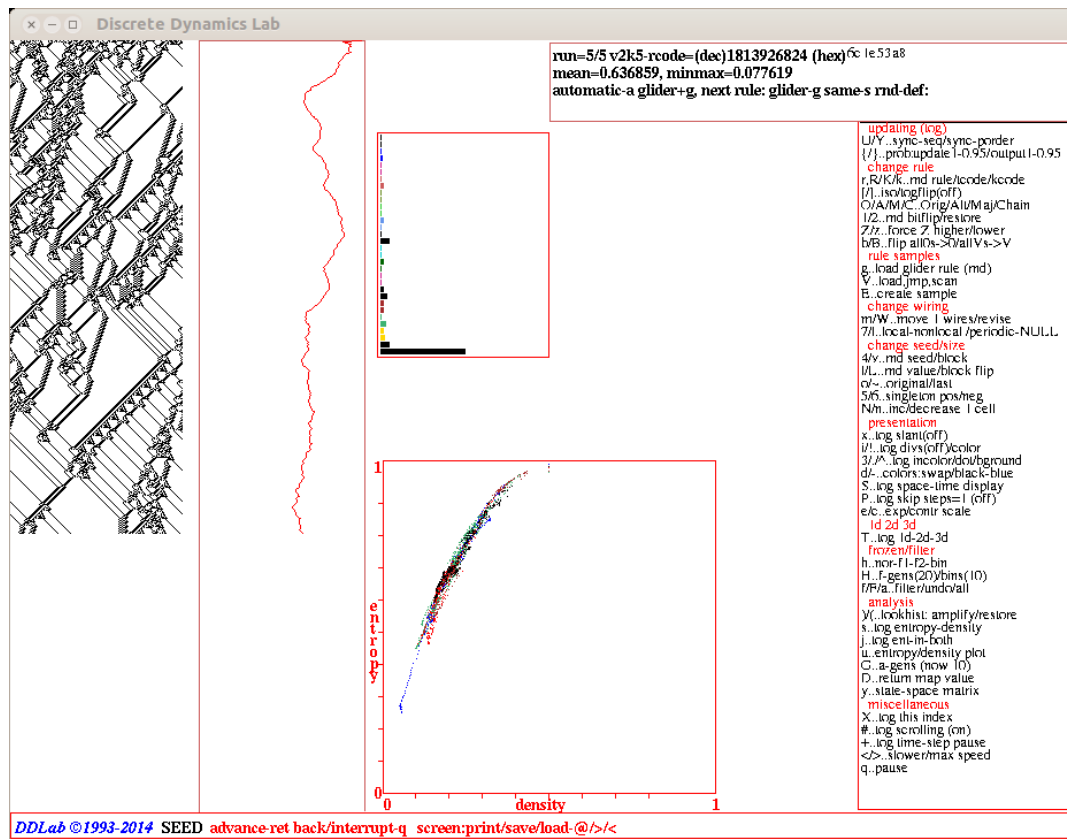 Discrete Dynamics Lab
run=5/5 v2k5-rcode=(dec)1813926824 (hex)6c 1e 53 a8
mean=0.636859, minmax=0.077619
automatic-a glider+g, next rule: glider-g same-s rnd-def:
updating (tog)
U/Y..sync-seq/sync-porder
{/}..prob:update1-0.95/output1-0.95
change rule
r,R/K/k..rnd rule/tcode/kcode
[/]..iso/togflip(off)
O/A/M/C..Orig/Alt/Maj/Chain
1/2..rnd bitflip/restore
Z/z..force Z higher/lower
b/B..flip all0s->0/allVs->V
rule samples
g..load glider rule (rnd)
V..load,jmp,scan
E..create sample
change wiring
m/W..move 1 wires/revise
7/l..local-nonlocal /periodic-NULL
change seed/size
4/v..rnd seed/block
I/L..rnd value/block flip
o/~..original/last
5/6..singleton pos/neg
N/n..inc/decrease 1 cell
presentation
x..tog slant(off)
i/!..tog divs(off)/color
3/./^..tog incolor/dot/bground
d/-..colors:swap/black-blue
S..tog space-time display
P..tog skip steps=1 (off)
e/c..exp/contr scale
1d 2d 3d
T..tog 1d-2d-3d
frozen/filter
h..nor-f1-f2-bin
H..f-gens(20)/bins(10)
f/F/a..filter/undo/all
analysis
)/(..lookhist: amplify/restore
s..tog entropy-density
j..tog ent-in-both
u..entropy/density plot
G..a-gens (now 10)
D..return map value
y..state-space matrix
miscellaneous
X..tog this index
#..tog scrolling (on)
+..tog time-step pause
</>..slower/max speed
q..pause
1
entropy
0
0
density
1
DDLab ©1993-2014 SEED advance-ret back/interrupt-q screen:print/save/load-@/>/<